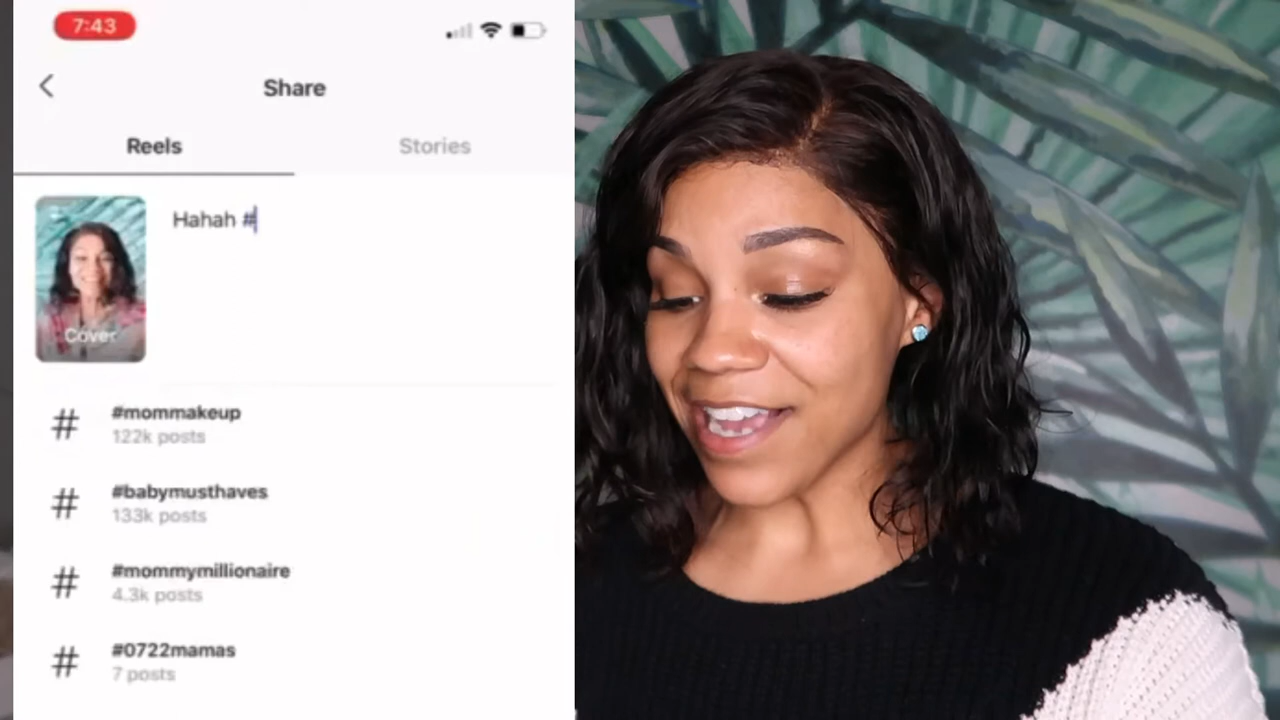 7:43
Share
Reels Stories
Hahah #
Cover
# #mommakeup
122k posts
# #babymusthaves
133k posts
# #mommymillionaire
4.3k posts
# #0722mamas
7 posts